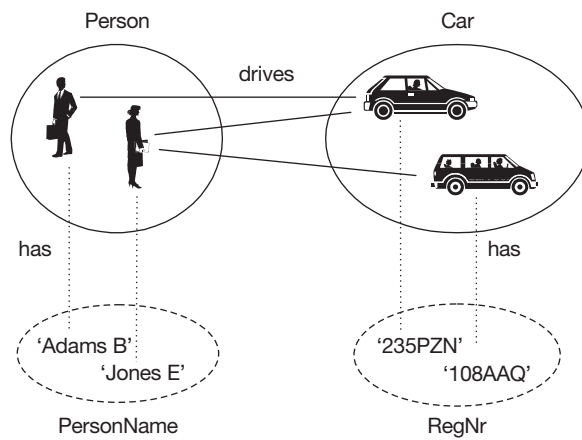 Person Car
drives
has has
‘Adams B’ ‘235PZN’
‘Jones E’ ‘108AAQ’
PersonName RegNr